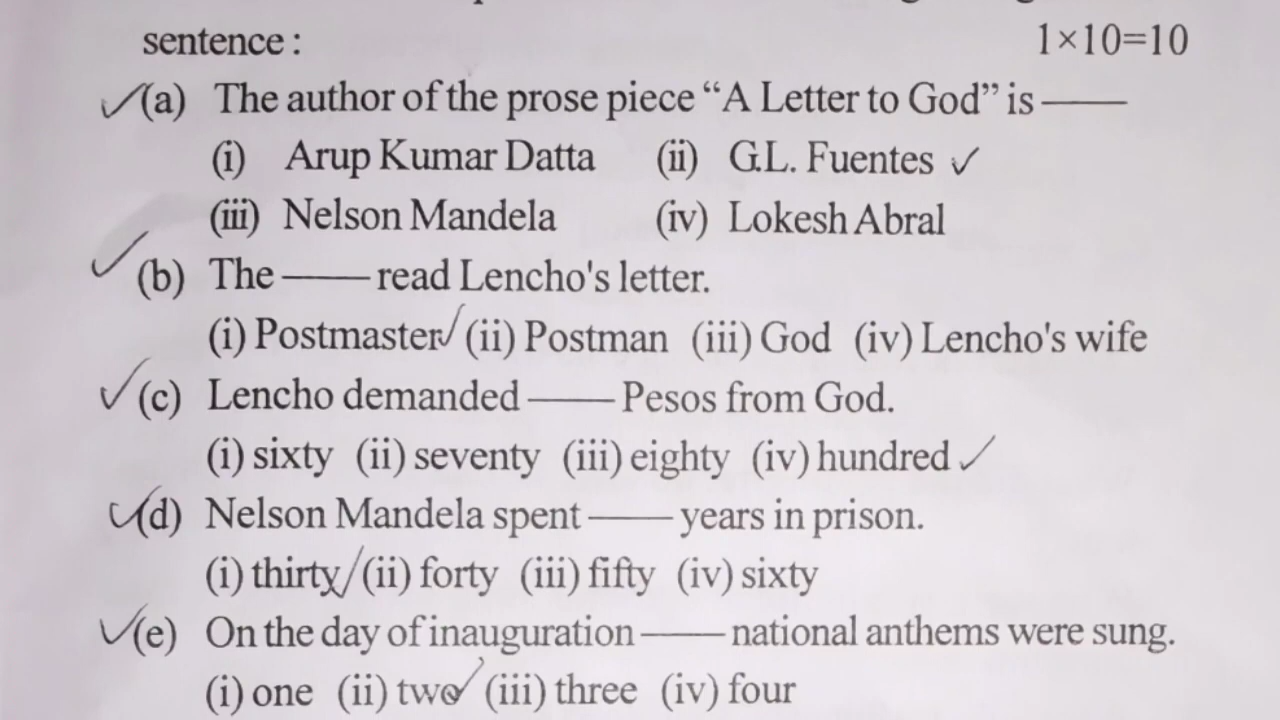 sentence : 1×10=10
(a) The author of the prose piece “A Letter to God” is ——
(i) Arup Kumar Datta (ii) G.L. Fuentes ✓
(iii) Nelson Mandela (iv) Lokesh Abral
(b) The —— read Lencho's letter.
(i) Postmaster (ii) Postman (iii) God (iv) Lencho's wife
(c) Lencho demanded —— Pesos from God.
(i) sixty (ii) seventy (iii) eighty (iv) hundred ✓
(d) Nelson Mandela spent —— years in prison.
(i) thirty (ii) forty (iii) fifty (iv) sixty
(e) On the day of inauguration —— national anthems were sung.
(i) one (ii) two (iii) three (iv) four